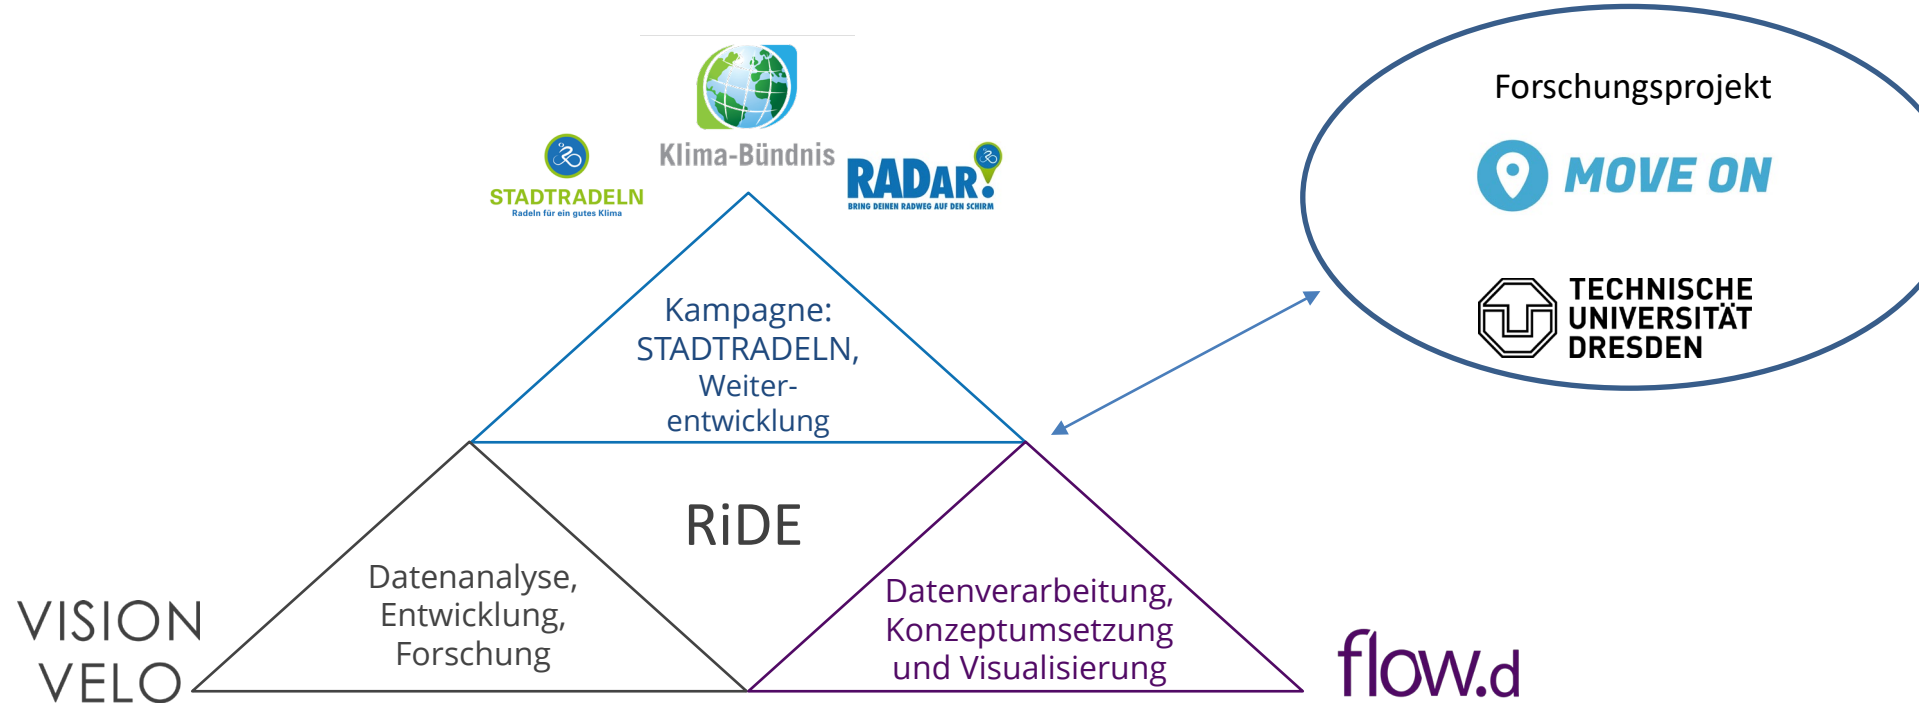 Klima-Bündnis
STADTRADELN
Radeln für ein gutes Klima
RADAR!
BRING DEINEN RADWEG AUF DEN SCHIRM
Kampagne:
STADTRADELN,
Weiter-
entwicklung
RiDE
Datenanalyse,
Entwicklung,
Forschung
Datenverarbeitung,
Konzeptumsetzung
und Visualisierung
VISION
VELO
flow.d
Forschungsprojekt
MOVE ON
TECHNISCHE
UNIVERSITÄT
DRESDEN